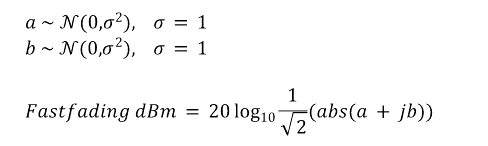 a ~ 𝒩(0,σ²), σ = 1
b ~ 𝒩(0,σ²), σ = 1
Fastfading dBm = 20 log₁₀ 1/√2 (abs(a + jb))